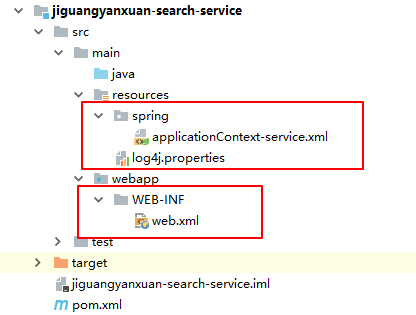 jiguangyanxuan-search-service
src
main
java
resources
spring
applicationContext-service.xml
log4j.properties
webapp
WEB-INF
web.xml
test
target
jiguangyanxuan-search-service.iml
pom.xml